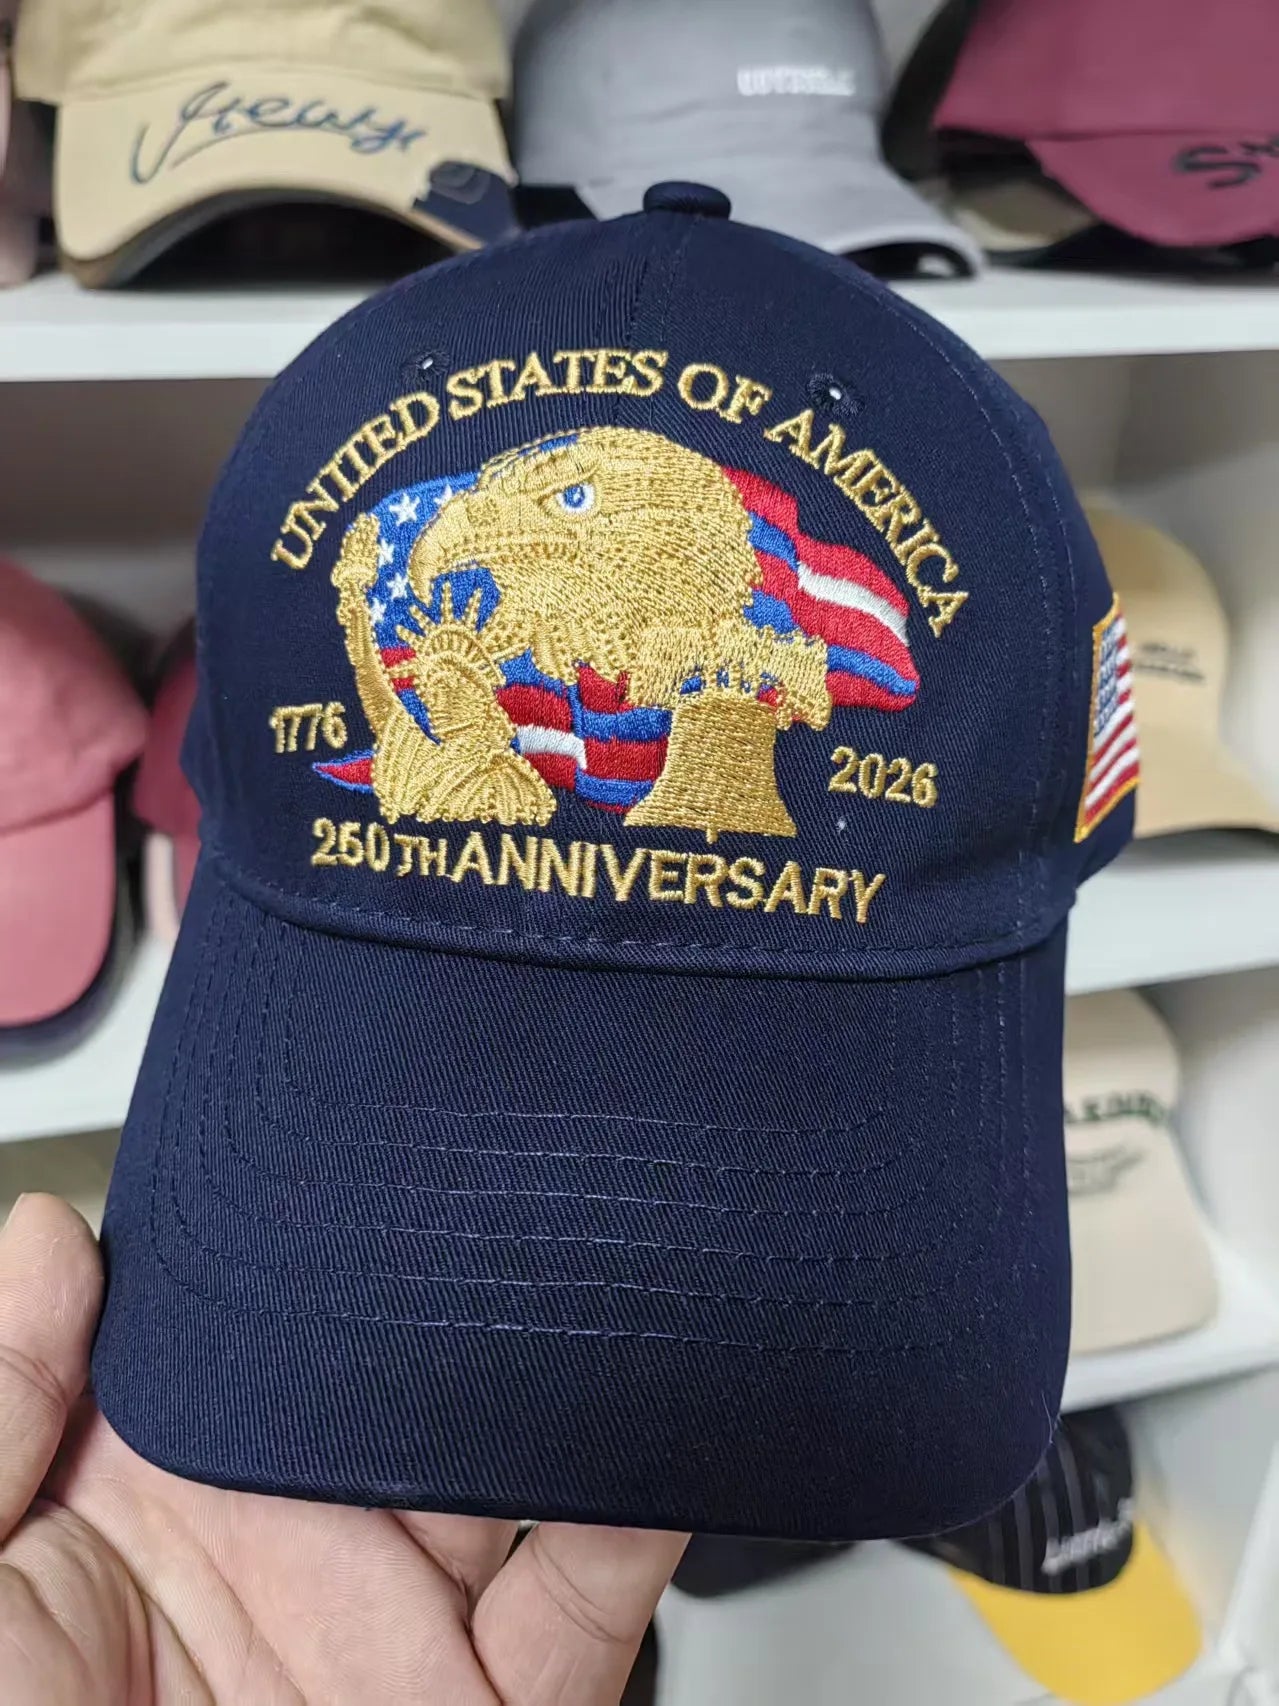 UNITED STATES OF AMERICA
1776
2026
250TH ANNIVERSARY